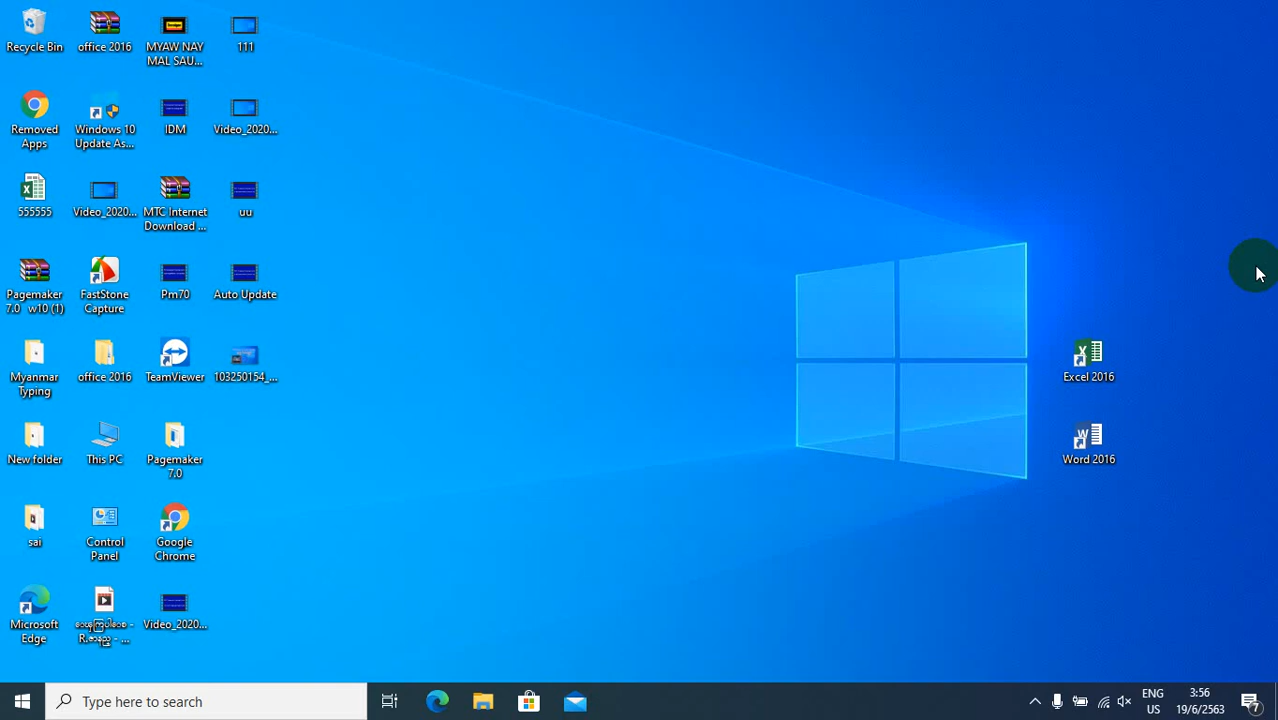 Recycle Bin
office 2016
MYAW NAY
MAL SAU...
111
Removed
Apps
Windows 10
Update As...
IDM
Video_2020...
555555
Video_2020...
MTC Internet
Download ...
uu
Pagemaker
7.0 w10 (1)
FastStone
Capture
Pm70
Auto Update
Myanmar
Typing
office 2016
TeamViewer
103250154_...
Excel 2016
New folder
This PC
Pagemaker
7.0
Word 2016
sai
Control
Panel
Google
Chrome
Microsoft
Edge
Video_2020...
Type here to search
ENG
US
3:56
19/6/2563
7